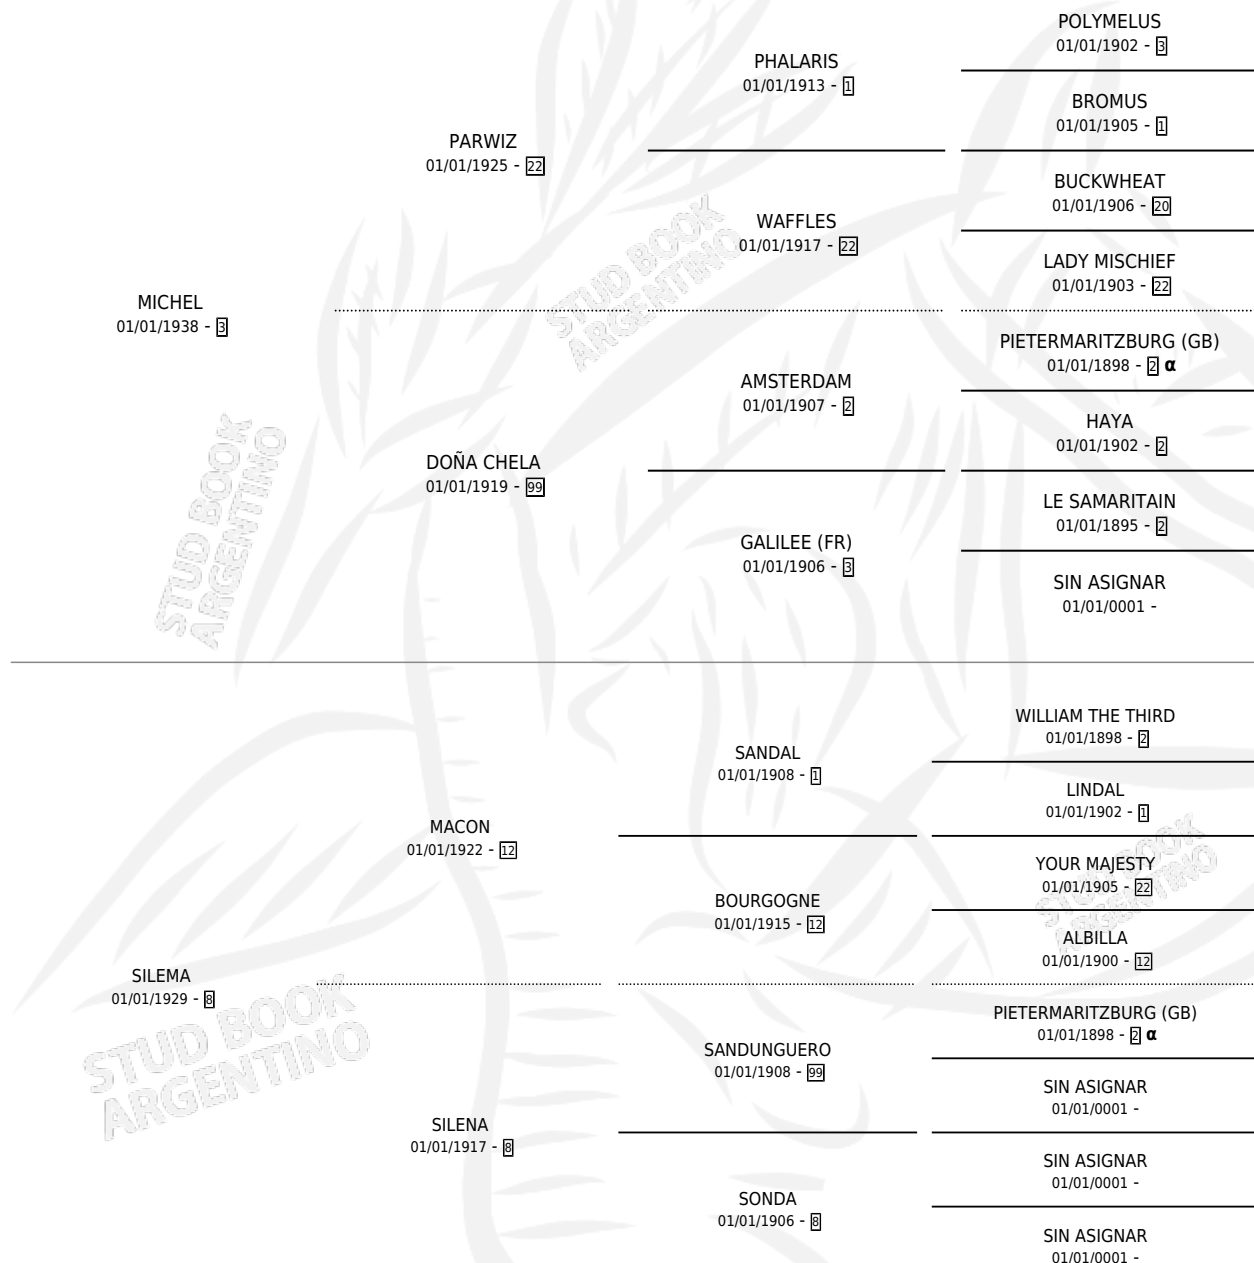 POLYMELUS
01/01/1902 - 3
PHALARIS
01/01/1913 - 1
BROMUS
01/01/1905 - 1
PARWIZ
01/01/1925 - 22
BUCKWHEAT
01/01/1906 - 20
WAFFLES
01/01/1917 - 22
LADY MISCHIEF
01/01/1903 - 22
STUD BOOK
ARGENTINO
MICHEL
01/01/1938 - 3
PIETERMARITZBURG (GB)
01/01/1898 - 2 α
AMSTERDAM
01/01/1907 - 2
HAYA
01/01/1902 - 2
DOÑA CHELA
01/01/1919 - 99
LE SAMARITAIN
01/01/1895 - 2
GALILEE (FR)
01/01/1906 - 3
SIN ASIGNAR
01/01/0001 -
STUD BOOK
ARGENTINO
WILLIAM THE THIRD
01/01/1898 - 2
SANDAL
01/01/1908 - 1
LINDAL
01/01/1902 - 1
MACON
01/01/1922 - 12
YOUR MAJESTY
01/01/1905 - 22
BOURGOGNE
01/01/1915 - 12
ALBILLA
01/01/1900 - 12
STUD BOOK
ARGENTINO
SILEMA
01/01/1929 - 8
PIETERMARITZBURG (GB)
01/01/1898 - 2 α
SANDUNGUERO
01/01/1908 - 99
SIN ASIGNAR
01/01/0001 -
STUD BOOK
ARGENTINO
SILENA
01/01/1917 - 8
SIN ASIGNAR
01/01/0001 -
SONDA
01/01/1906 - 8
SIN ASIGNAR
01/01/0001 -